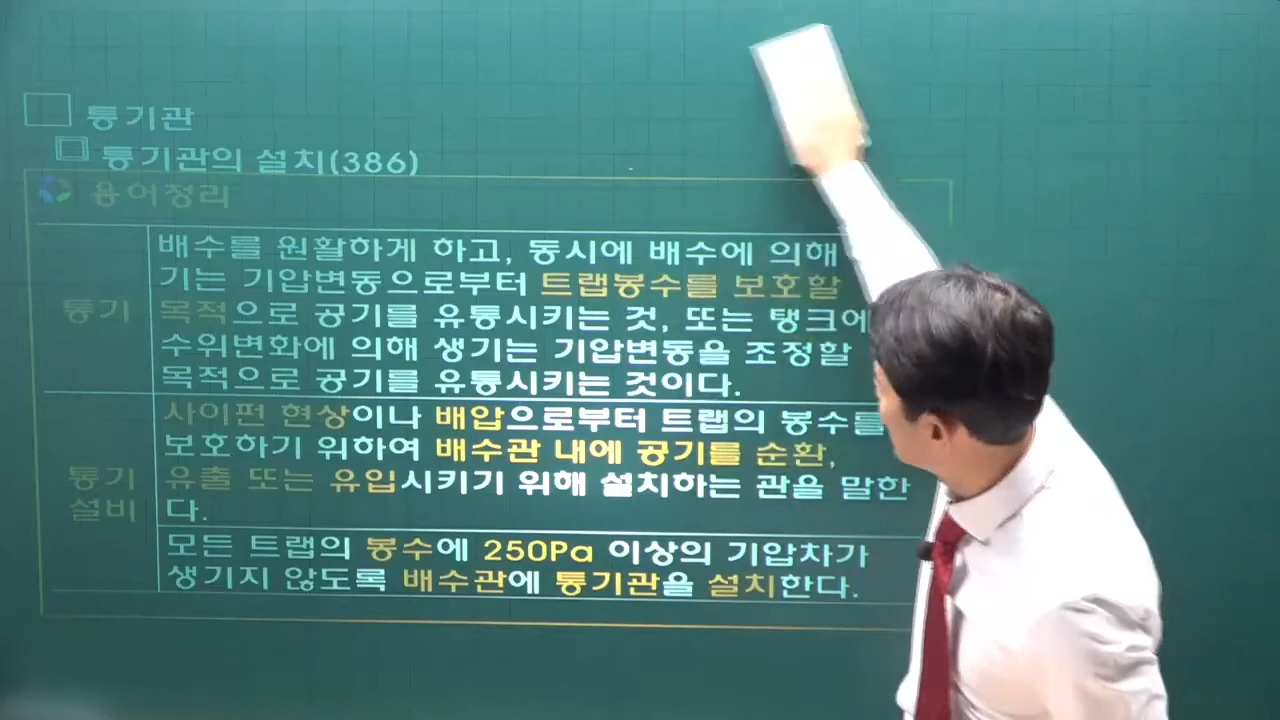 통기관
통기관의 설치(386)
용어정리
통기
배수를 원활하게 하고, 동시에 배수에 의해
기는 기압변동으로부터 트랩봉수를 보호할
목적으로 공기를 유통시키는 것, 또는 탱크에
수위변화에 의해 생기는 기압변동을 조정할
목적으로 공기를 유통시키는 것이다.
통기
설비
사이펀 현상이나 배압으로부터 트랩의 봉수를
보호하기 위하여 배수관 내에 공기를 순환,
유출 또는 유입시키기 위해 설치하는 관을 말한
다.
모든 트랩의 봉수에 250Pa 이상의 기압차가
생기지 않도록 배수관에 통기관을 설치한다.